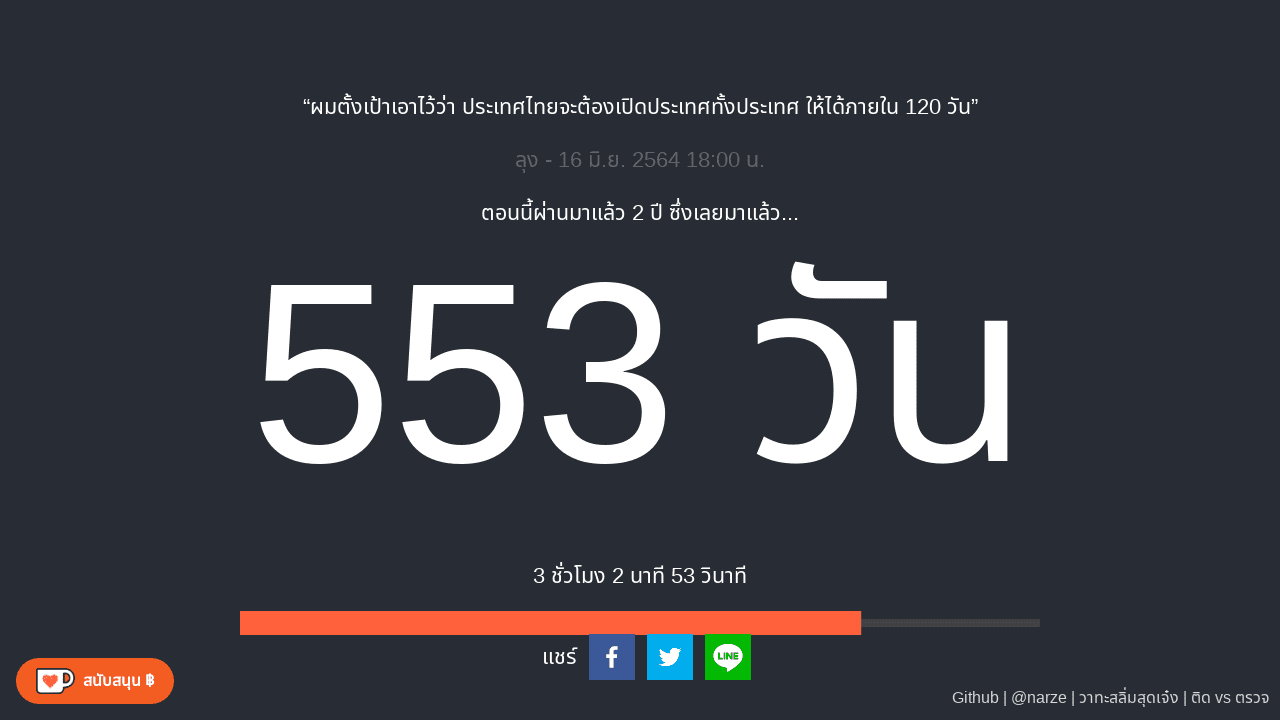 “ผมตั้งเป้าเอาไว้ว่า ประเทศไทยจะต้องเปิดประเทศทั้งประเทศ ให้ได้ภายใน 120 วัน”
ลุง - 16 มิ.ย. 2564 18:00 น.
ตอนนี้ผ่านมาแล้ว 2 ปี ซึ่งเลยมาแล้ว...
553 วัน
3 ชั่วโมง 2 นาที 53 วินาที
แชร์
LINE
สนับสนุน ฿
Github | @narze | วาทะสลิ่มสุดเจ๋ง | ติด vs ตรวจ